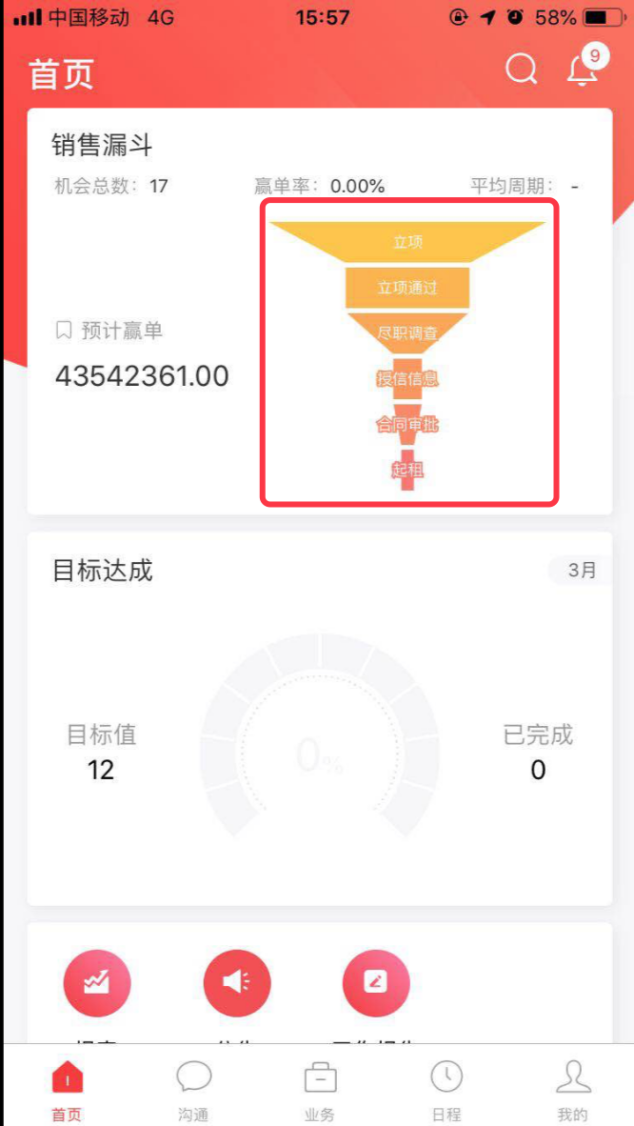 中国移动 4G 15:57 58%
首页 9
销售漏斗
机会总数: 17 赢单率: 0.00% 平均周期: -
立项
立项通过
尽职调查
预计赢单
43542361.00
授信信息
合同审批
起租
目标达成 3月
0%
目标值 已完成
12 0
首页 沟通 业务 日程 我的